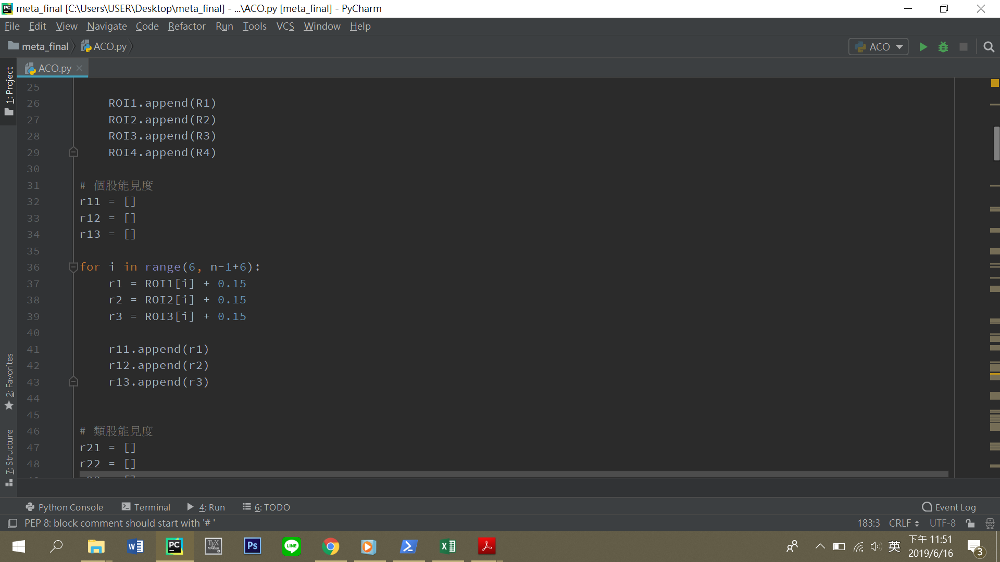 meta_final [C:\Users\USER\Desktop\meta_final] - ...\ACO.py [meta_final] - PyCharm
File Edit View Navigate Code Refactor Run Tools VCS Window Help
meta_final ACO.py
ACO
ACO.py
1: Project
2: Favorites
7: Structure
25
26 ROI1.append(R1)
27 ROI2.append(R2)
28 ROI3.append(R3)
29 ROI4.append(R4)
30
31 # 個股能見度
32 r11 = []
33 r12 = []
34 r13 = []
35
36 for i in range(6, n-1+6):
37 r1 = ROI1[i] + 0.15
38 r2 = ROI2[i] + 0.15
39 r3 = ROI3[i] + 0.15
40
41 r11.append(r1)
42 r12.append(r2)
43 r13.append(r3)
44
45
46 # 類股能見度
47 r21 = []
48 r22 = []
Python Console Terminal 4: Run 6: TODO Event Log
PEP 8: block comment should start with '# ' 183:3 CRLF UTF-8
英 下午 11:51
2019/6/16
3